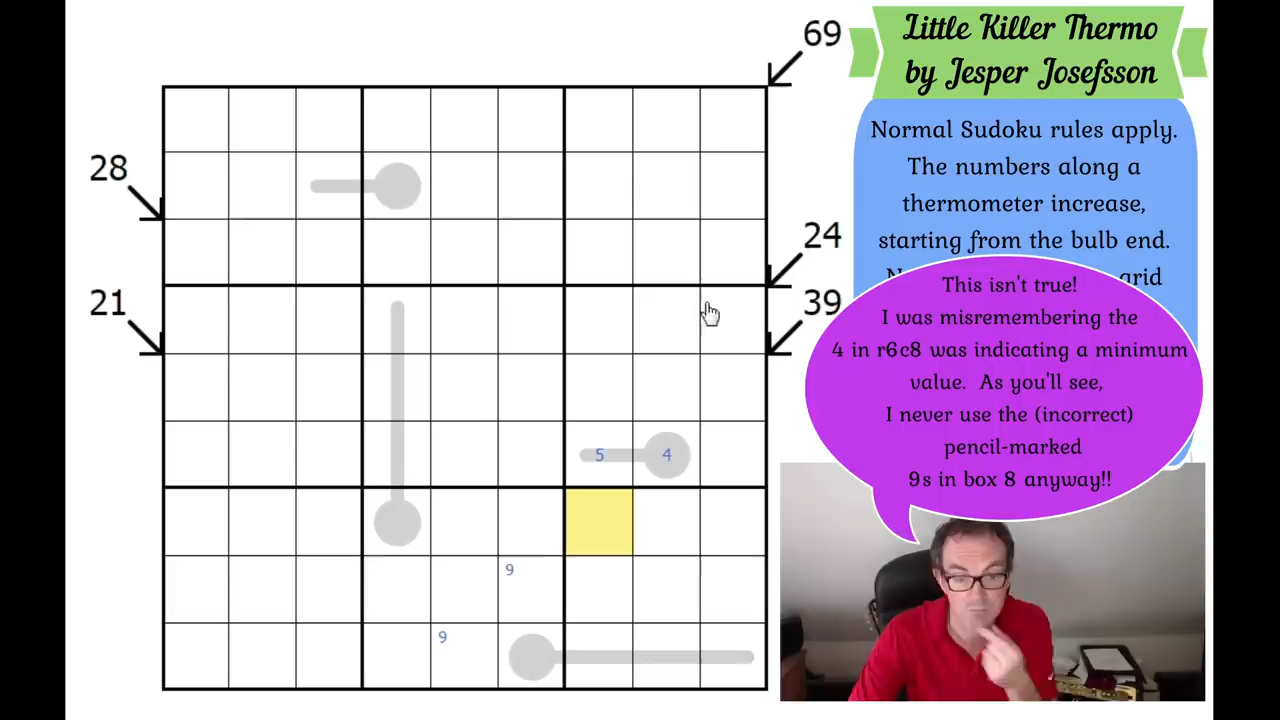 Little Killer Thermo
by Jesper Josefsson
Normal Sudoku rules apply.
The numbers along a
thermometer increase,
starting from the bulb end.
grid
This isn't true!
I was misremembering the
4 in r6c8 was indicating a minimum
value. As you'll see,
I never use the (incorrect)
pencil-marked
9s in box 8 anyway!!
69
28
24
21
39
5 4
9
9